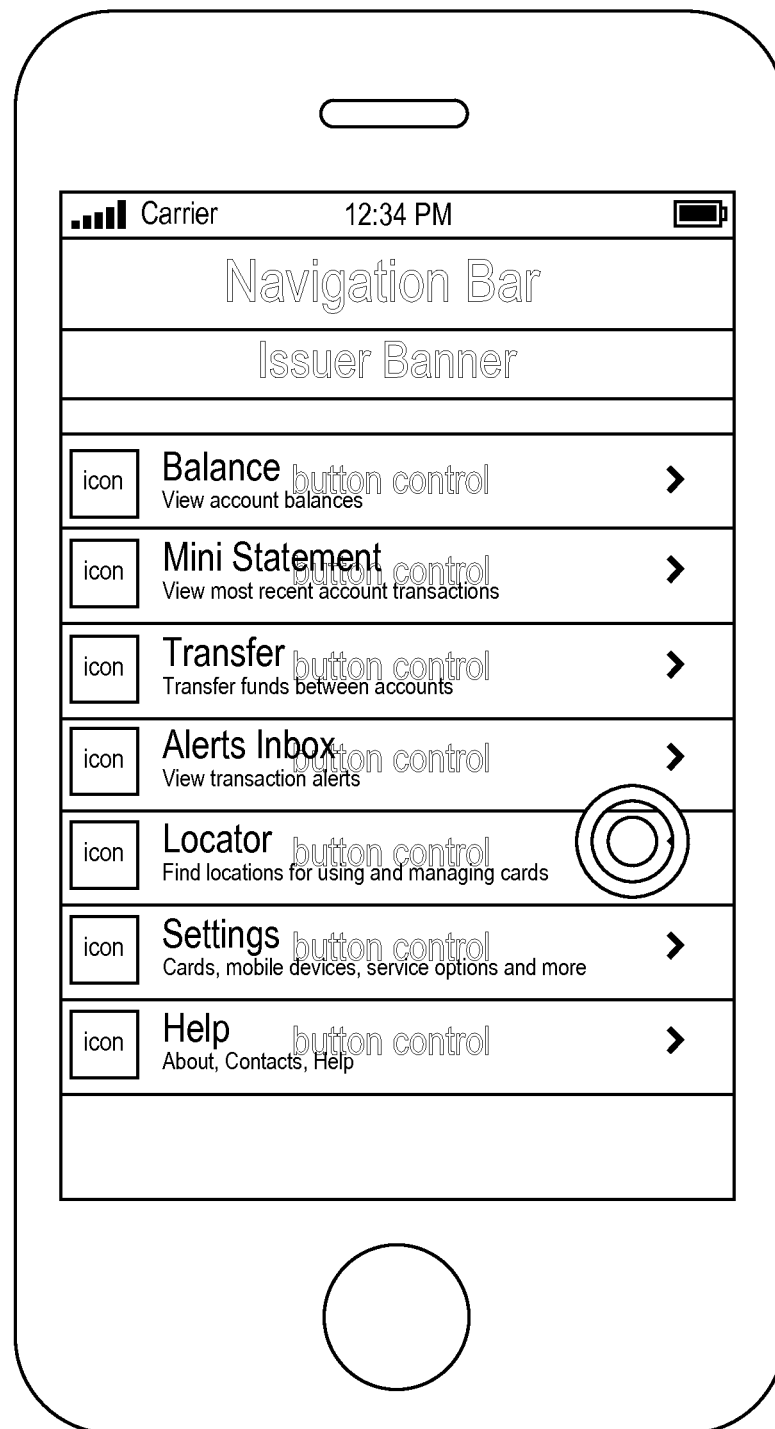 Carrier 12:34 PM
Navigation Bar
Issuer Banner
icon Balance button control
View account balances
icon Mini Statement button control
View most recent account transactions
icon Transfer button control
Transfer funds between accounts
icon Alerts Inbox button control
View transaction alerts
icon Locator button control
Find locations for using and managing cards
icon Settings button control
Cards, mobile devices, service options and more
icon Help button control
About, Contacts, Help